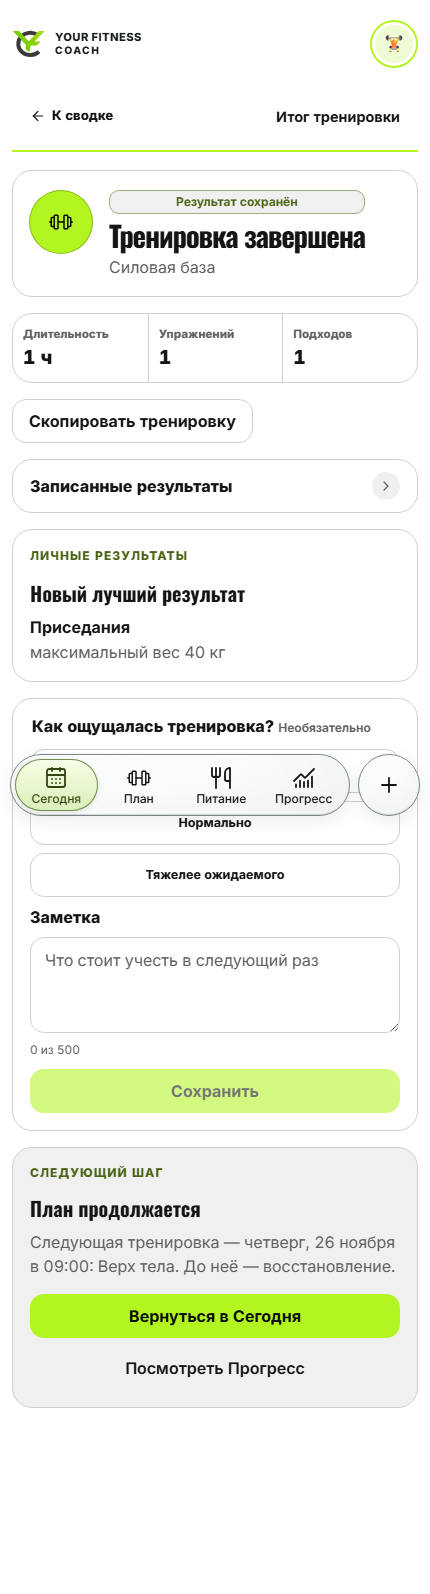 YOUR FITNESS
COACH
К сводке
Итог тренировки
Результат сохранён
Тренировка завершена
Силовая база
Длительность
1 ч
Упражнений
1
Подходов
1
Скопировать тренировку
Записанные результаты
ЛИЧНЫЕ РЕЗУЛЬТАТЫ
Новый лучший результат
Приседания
максимальный вес 40 кг
Как ощущалась тренировка? Необязательно
Сегодня
План
Питание
Прогресс
Нормально
Тяжелее ожидаемого
Заметка
Что стоит учесть в следующий раз
0 из 500
Сохранить
СЛЕДУЮЩИЙ ШАГ
План продолжается
Следующая тренировка — четверг, 26 ноября
в 09:00: Верх тела. До неё — восстановление.
Вернуться в Сегодня
Посмотреть Прогресс